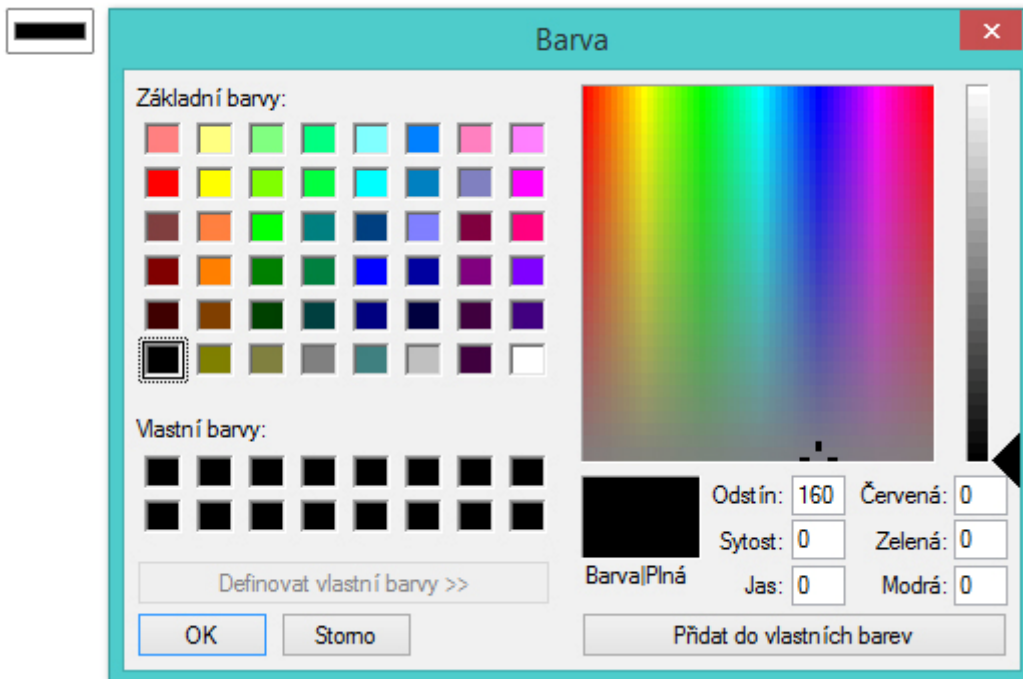 Barva
Základní barvy:
Vlastní barvy:
Definovat vlastní barvy >>
OK
Storno
Barva|Plná
Odstín: 160
Sytost: 0
Jas: 0
Červená: 0
Zelená: 0
Modrá: 0
Přidat do vlastních barev